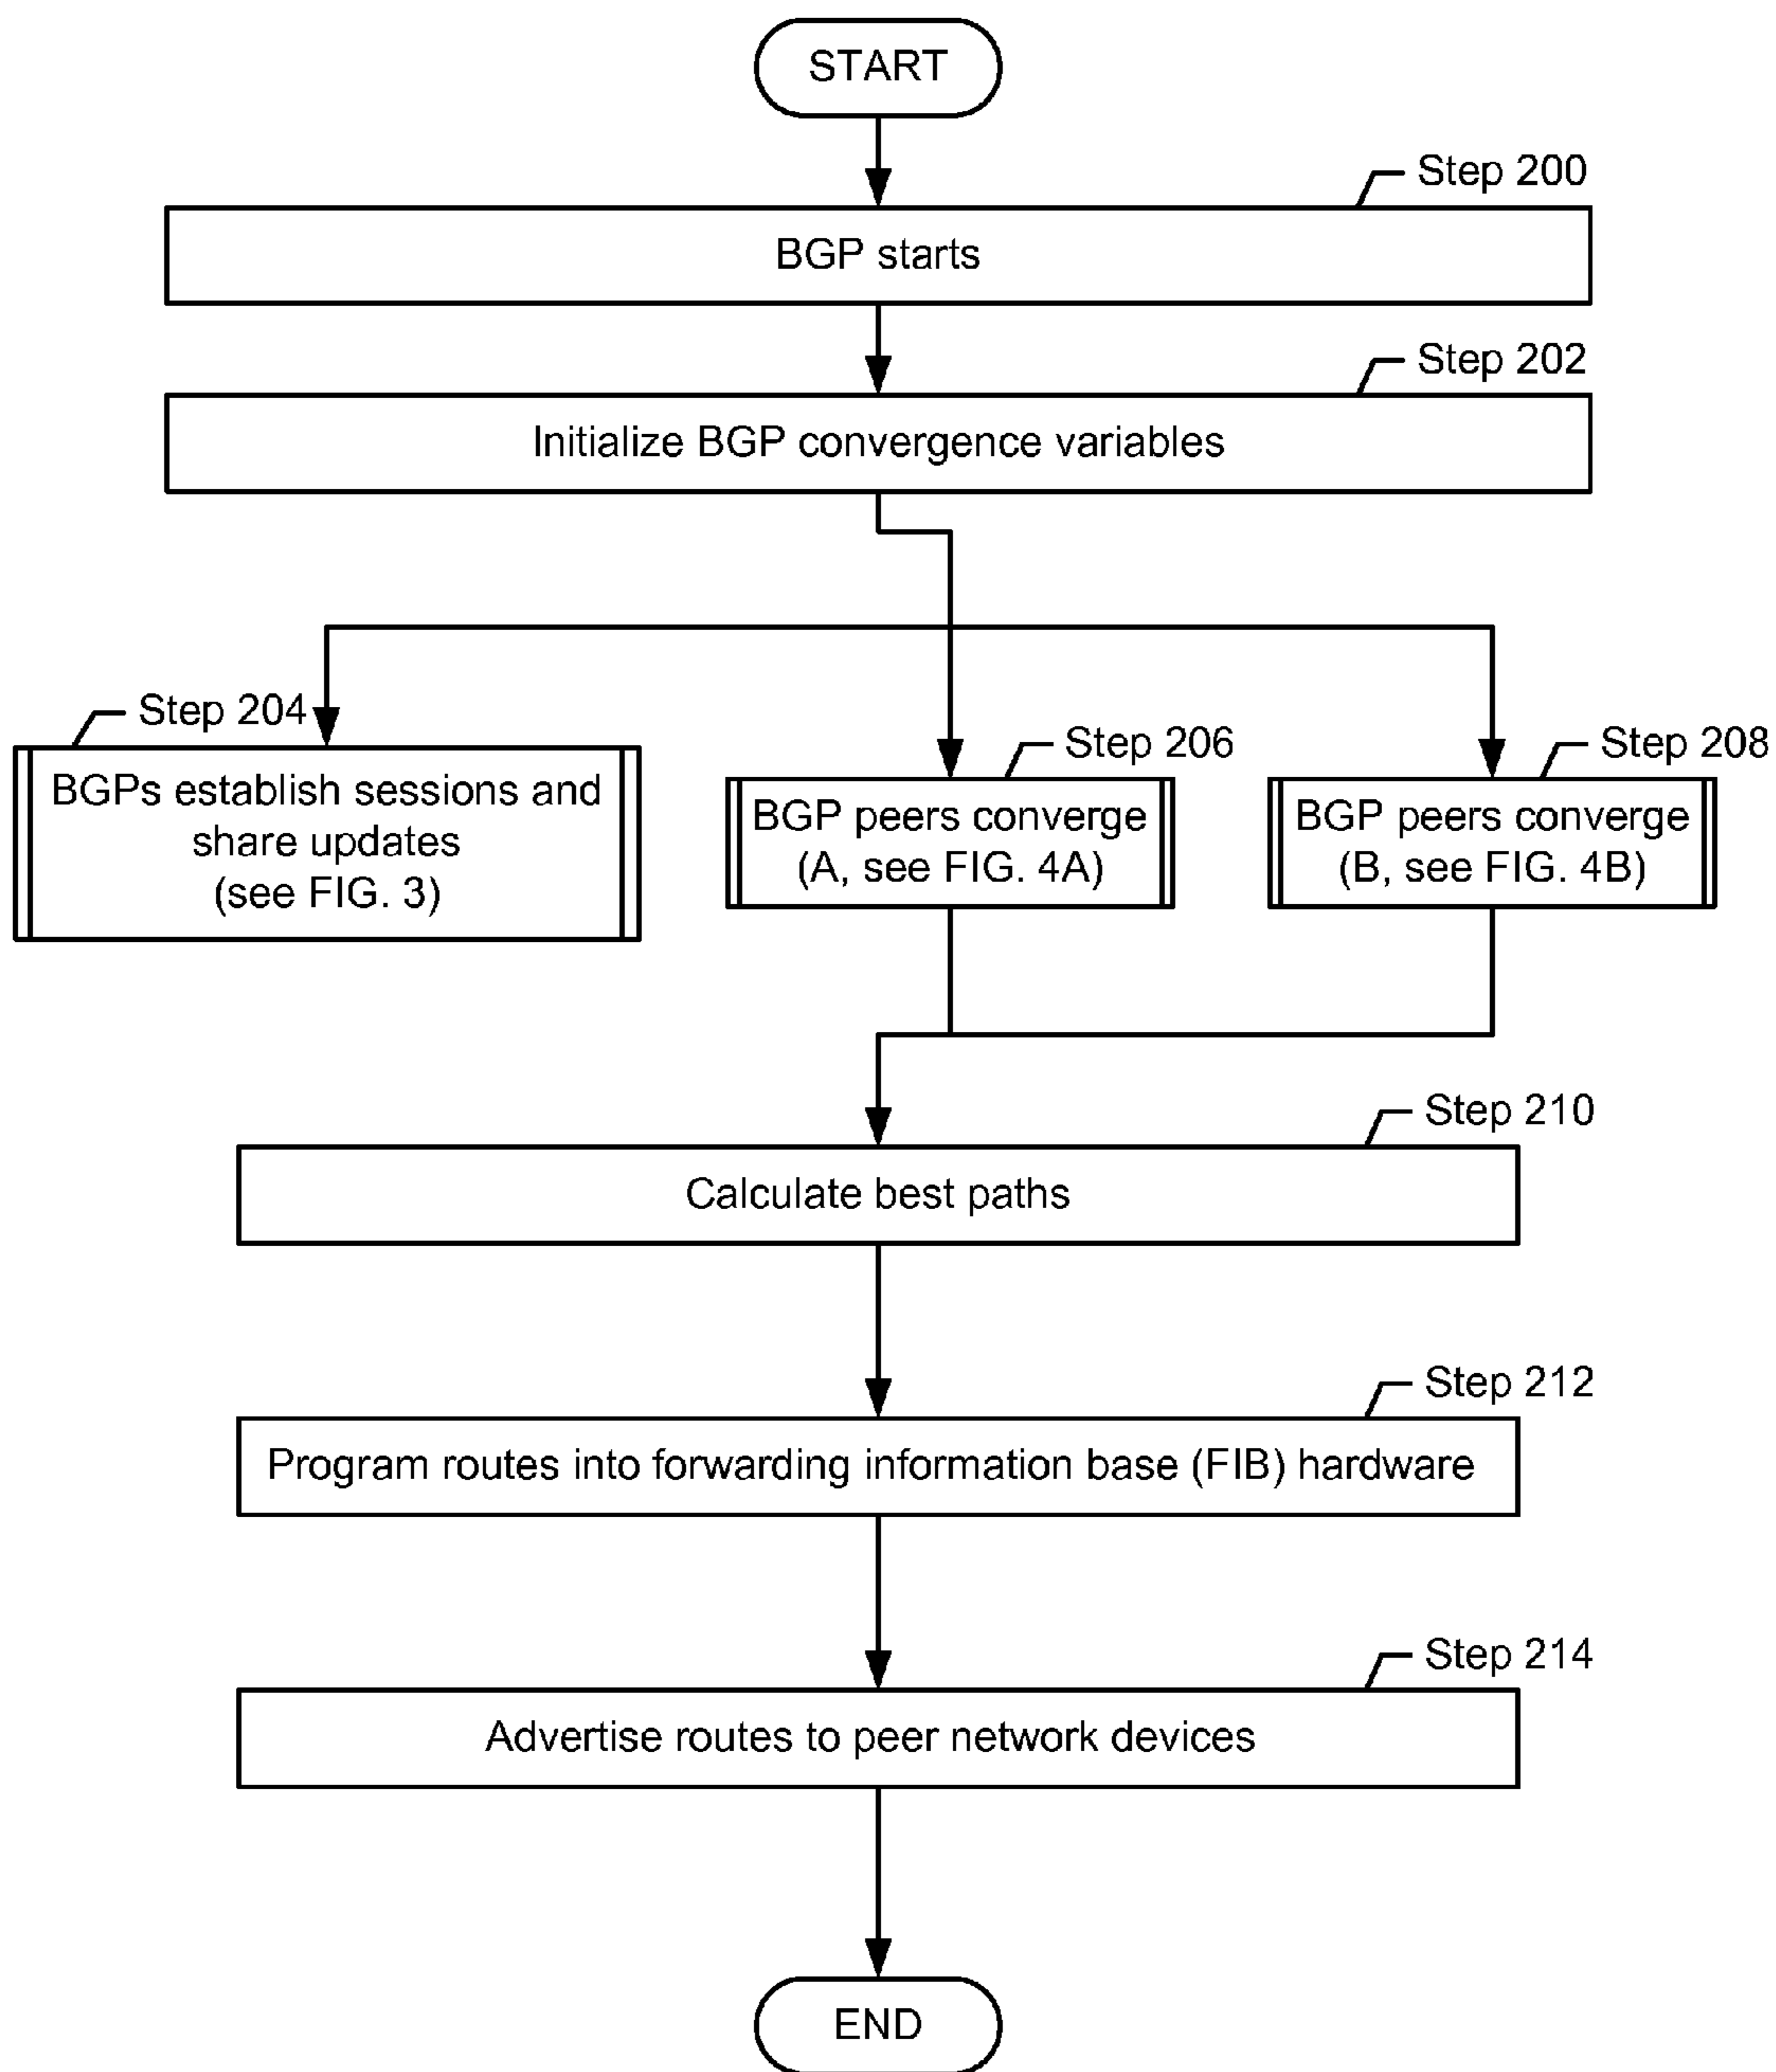 START
Step 200
BGP starts
Step 202
Initialize BGP convergence variables
Step 204
BGPs establish sessions and
share updates
(see FIG. 3)
Step 206
BGP peers converge
(A, see FIG. 4A)
Step 208
BGP peers converge
(B, see FIG. 4B)
Step 210
Calculate best paths
Step 212
Program routes into forwarding information base (FIB) hardware
Step 214
Advertise routes to peer network devices
END